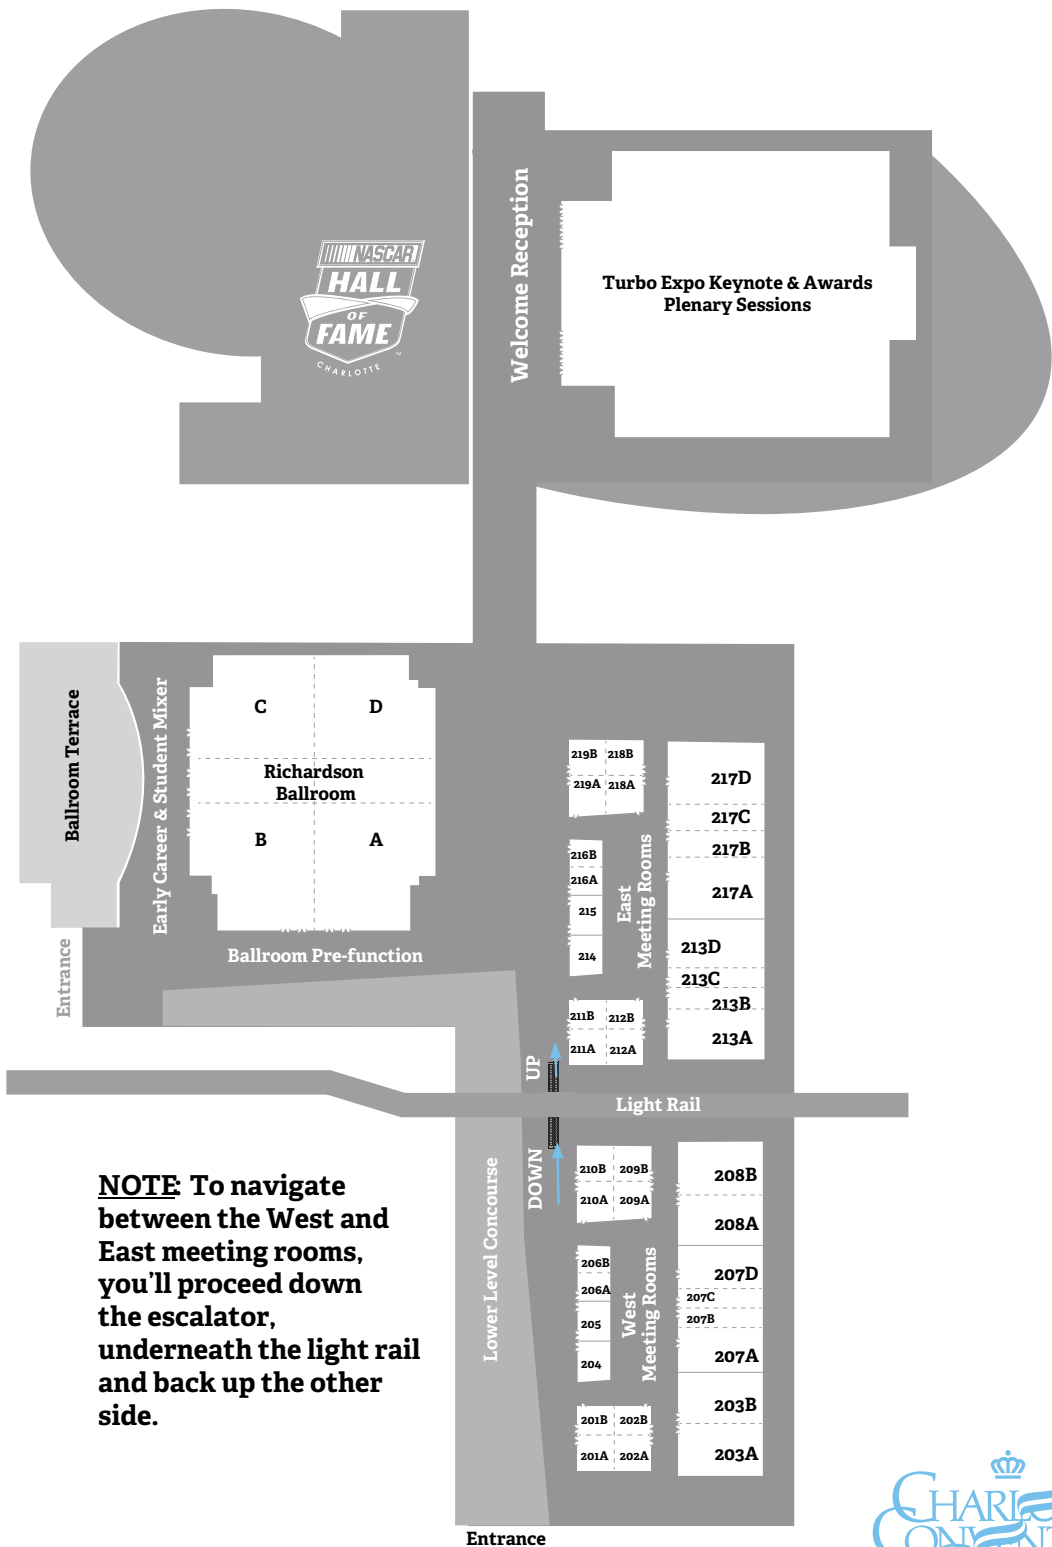 NASCAR
HALL
OF
FAME
TM
CHARLOTTE
Welcome Reception
Turbo Expo Keynote & Awards
Plenary Sessions
Ballroom Terrace
Early Career & Student Mixer
C
D
Richardson
Ballroom
B
A
Ballroom Pre-function
Entrance
219B
218B
219A
218A
216B
216A
215
214
211B
212B
211A
212A
East
Meeting Rooms
217D
217C
217B
217A
213D
213C
213B
213A
UP
Light Rail
DOWN
Lower Level Concourse
210B
209B
210A
209A
206B
206A
205
204
201B
202B
201A
202A
West
Meeting Rooms
208B
208A
207D
207C
207B
207A
203B
203A
NOTE: To navigate
between the West and
East meeting rooms,
you'll proceed down
the escalator,
underneath the light rail
and back up the other
side.
Entrance